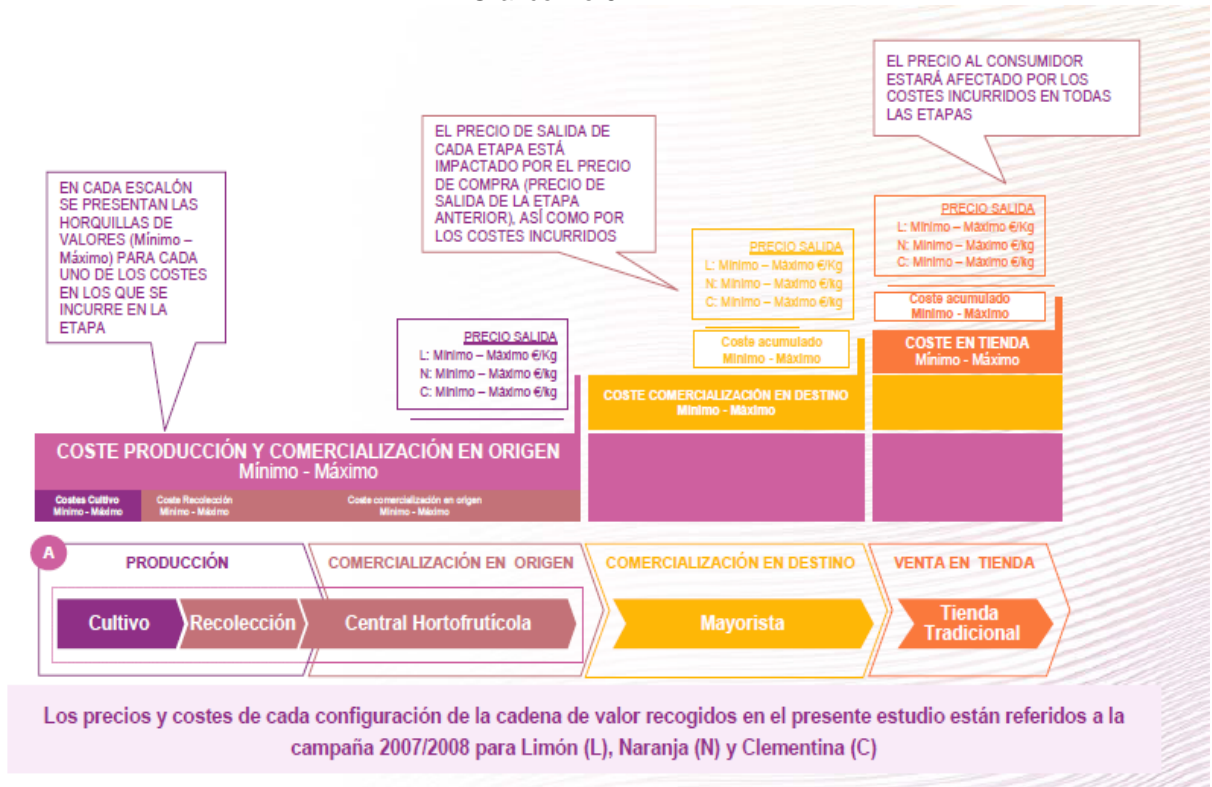 EL PRECIO AL CONSUMIDOR
ESTARÁ AFECTADO POR LOS
COSTES INCURRIDOS EN TODAS
LAS ETAPAS
EL PRECIO DE SALIDA DE
CADA ETAPA ESTÁ
IMPACTADO POR EL PRECIO
DE COMPRA (PRECIO DE
SALIDA DE LA ETAPA
ANTERIOR), ASÍ COMO POR
LOS COSTES INCURRIDOS
EN CADA ESCALÓN
SE PRESENTAN LAS
HORQUILLAS DE
VALORES (Mínimo –
Máximo) PARA CADA
UNO DE LOS COSTES
EN LOS QUE SE
INCURRE EN LA
ETAPA
PRECIO SALIDA
L: Mínimo – Máximo €/Kg
N: Mínimo – Máximo €/kg
C: Mínimo – Máximo €/kg
PRECIO SALIDA
L: Mínimo – Máximo €/Kg
N: Mínimo – Máximo €/kg
C: Mínimo – Máximo €/kg
PRECIO SALIDA
L: Mínimo – Máximo €/Kg
N: Mínimo – Máximo €/kg
C: Mínimo – Máximo €/kg
Coste acumulado
Mínimo - Máximo
Coste acumulado
Mínimo - Máximo
COSTE EN TIENDA
Mínimo - Máximo
COSTE COMERCIALIZACIÓN EN DESTINO
Mínimo - Máximo
COSTE PRODUCCIÓN Y COMERCIALIZACIÓN EN ORIGEN
Mínimo - Máximo
Costes Cultivo
Mínimo - Máximo
Coste Recolección
Mínimo - Máximo
Coste comercialización en origen
Mínimo - Máximo
A
PRODUCCIÓN
COMERCIALIZACIÓN EN ORIGEN
COMERCIALIZACIÓN EN DESTINO
VENTA EN TIENDA
Cultivo
Recolección
Central Hortofrutícola
Mayorista
Tienda
Tradicional
Los precios y costes de cada configuración de la cadena de valor recogidos en el presente estudio están referidos a la
campaña 2007/2008 para Limón (L), Naranja (N) y Clementina (C)